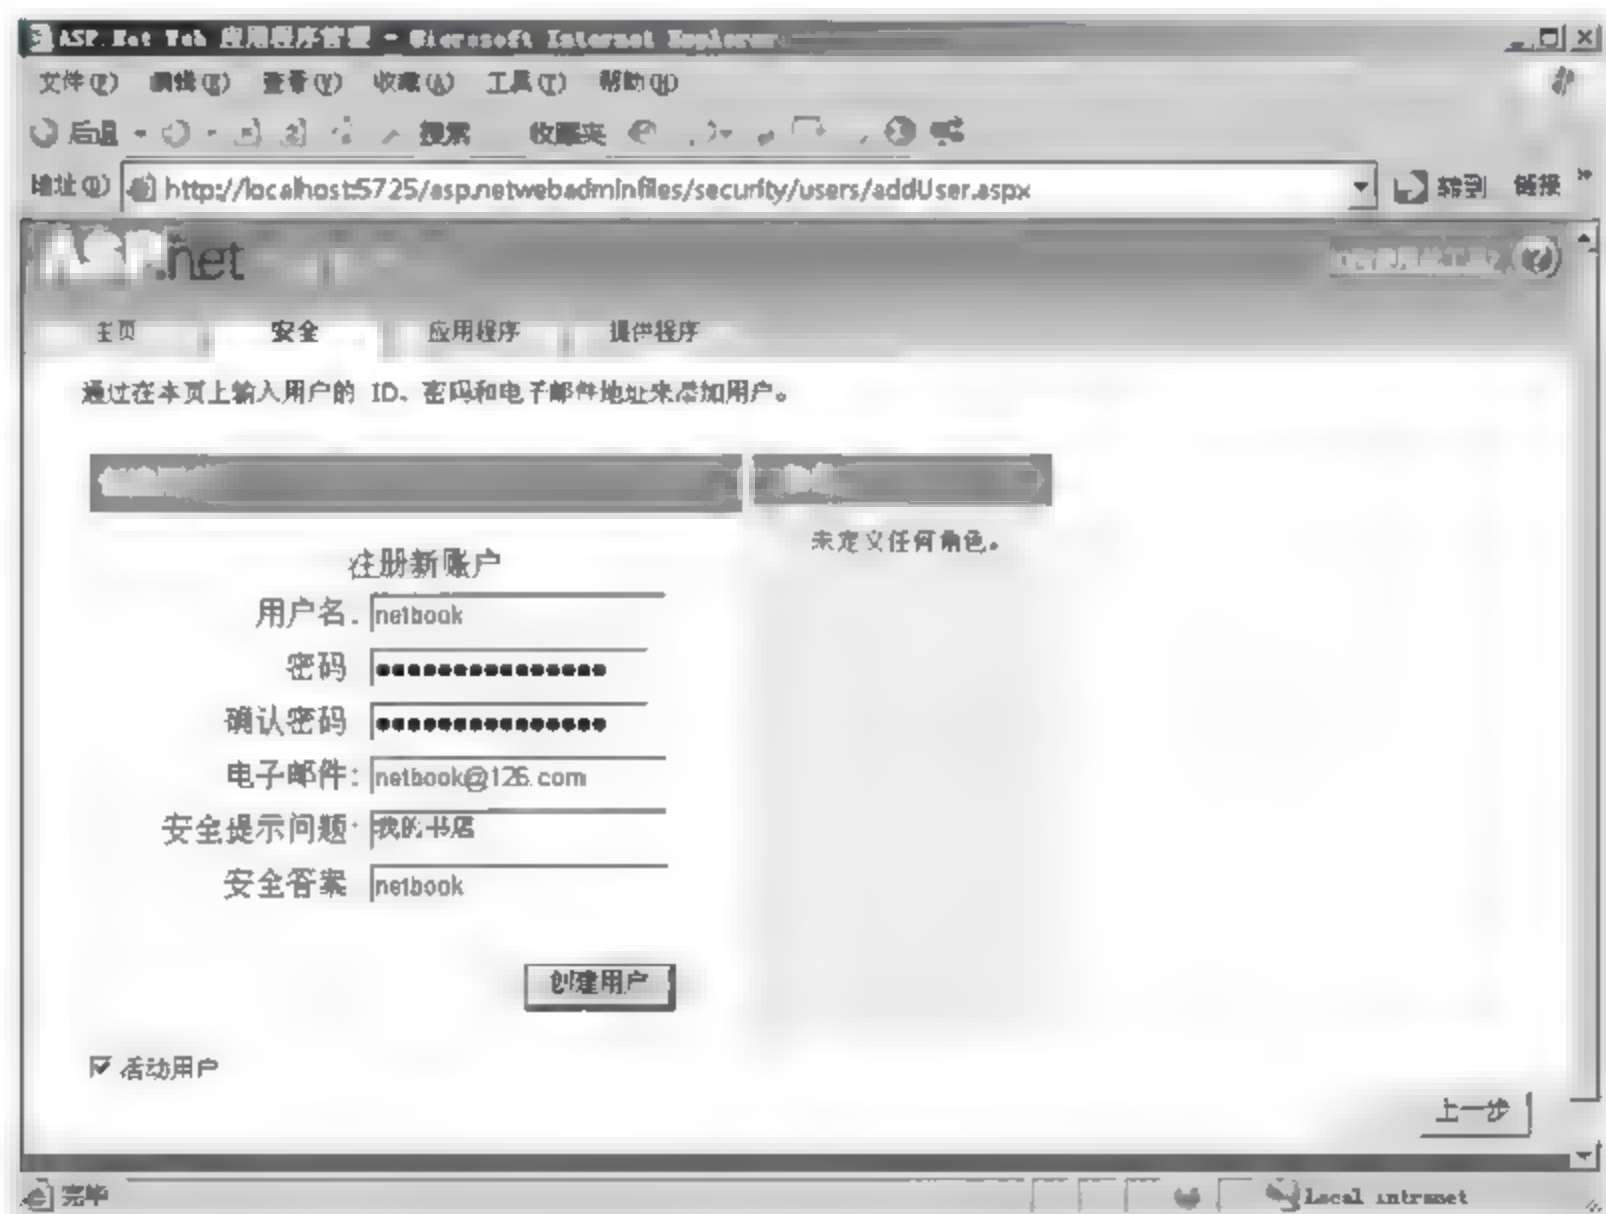 ASP.Net Web 应用程序管理 - Microsoft Internet Explorer
文件(F) 编辑(E) 查看(V) 收藏(A) 工具(T) 帮助(H)
后退 搜索 收藏夹
地址(D) http://localhost:5725/asp.netwebadminfiles/security/users/addUser.aspx 转到 链接 »
ASP.net
主页 安全 应用程序 提供程序
通过在本页上输入用户的 ID、密码和电子邮件地址来添加用户。
未定义任何角色。
注册新账户
用户名: netbook
密码 ●●●●●●●●●●●●●●●
确认密码 ●●●●●●●●●●●●●●●
电子邮件: netbook@126.com
安全提示问题: 我的书店
安全答案 netbook
创建用户
活动用户
上一步
完毕 Local intranet